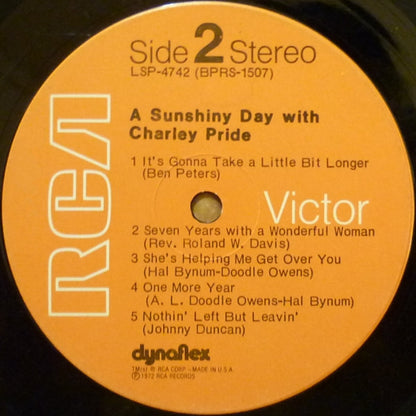 Side 2 Stereo
LSP-4742 (BPRS-1507)
A Sunshiny Day with
Charley Pride
1 It's Gonna Take a Little Bit Longer
(Ben Peters)
RCA
Victor
2 Seven Years with a Wonderful Woman
(Rev. Roland W. Davis)
3 She's Helping Me Get Over You
(Hal Bynum-Doodle Owens)
4 One More Year
(A. L. Doodle Owens-Hal Bynum)
5 Nothin' Left But Leavin'
(Johnny Duncan)
dynaflex
TM(s) ® RCA CORP.-MADE IN U.S.A.
℗ 1972 RCA RECORDS